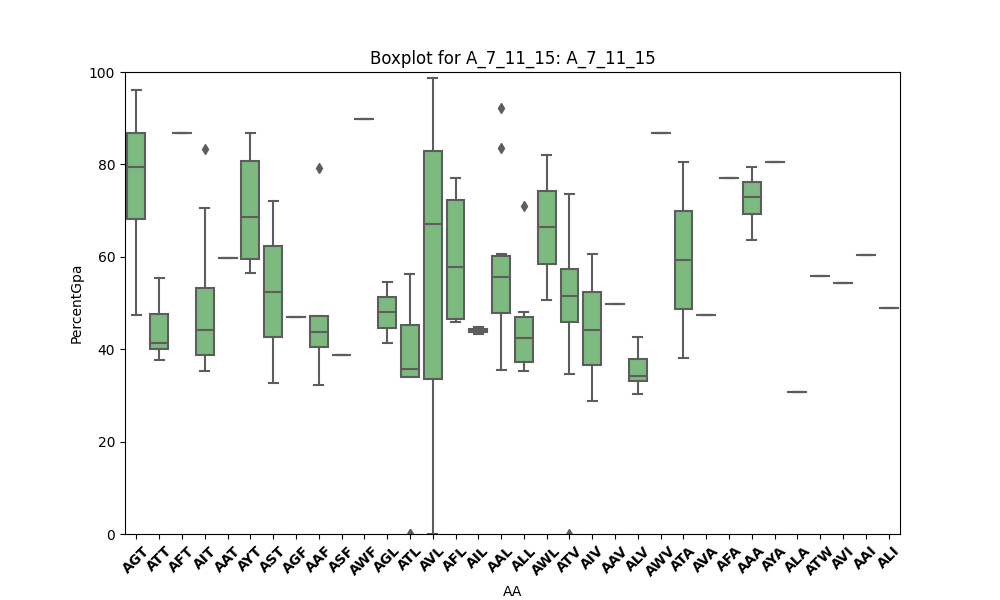 Boxplot for A_7_11_15: A_7_11_15
100
80
60
40
20
0
PercentGpa
AGT ATT AFT AIT AAT AYT AST AGF AAF ASF AWF AGL ATL AVL AFL AIL AAL ALL AWL ATV AIV AAV ALV AWV ATA AVA AFA AAA AYA ALA ATW AVI AAI ALI
AA